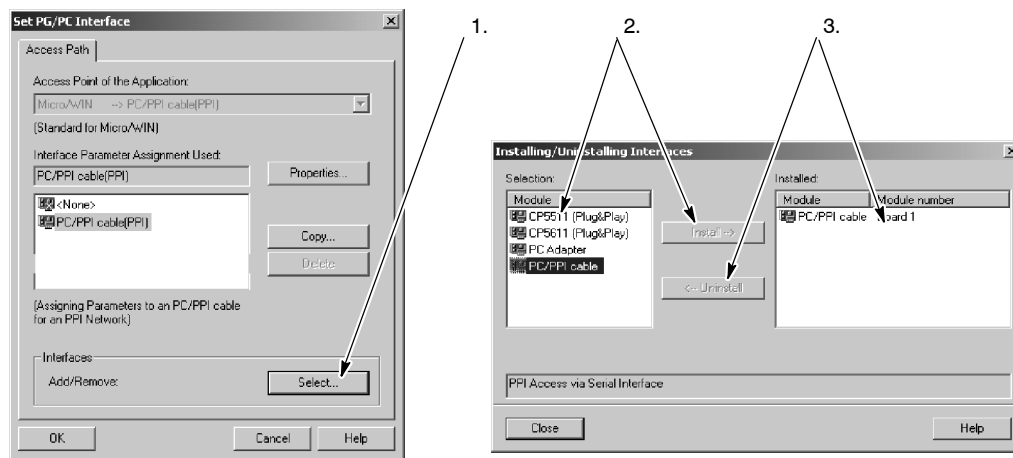 1.
2.
3.
Set PG/PC Interface
Access Path
Access Point of the Application:
Micro/WIN --> PC/PPI cable(PPI)
(Standard for Micro/WIN)
Interface Parameter Assignment Used:
PC/PPI cable(PPI)
Properties...
<None>
PC/PPI cable(PPI)
Copy...
Delete
(Assigning Parameters to an PC/PPI cable
for an PPI Network)
Interfaces
Add/Remove:
Select...
OK
Cancel
Help
Installing/Uninstalling Interfaces
Selection:
Installed:
Module
Module
Module number
CP5511 (Plug&Play)
CP5611 (Plug&Play)
PC Adapter
PC/PPI cable
Install -->
<-- Uninstall
PC/PPI cable
Board 1
PPI Access via Serial Interface
Close
Help